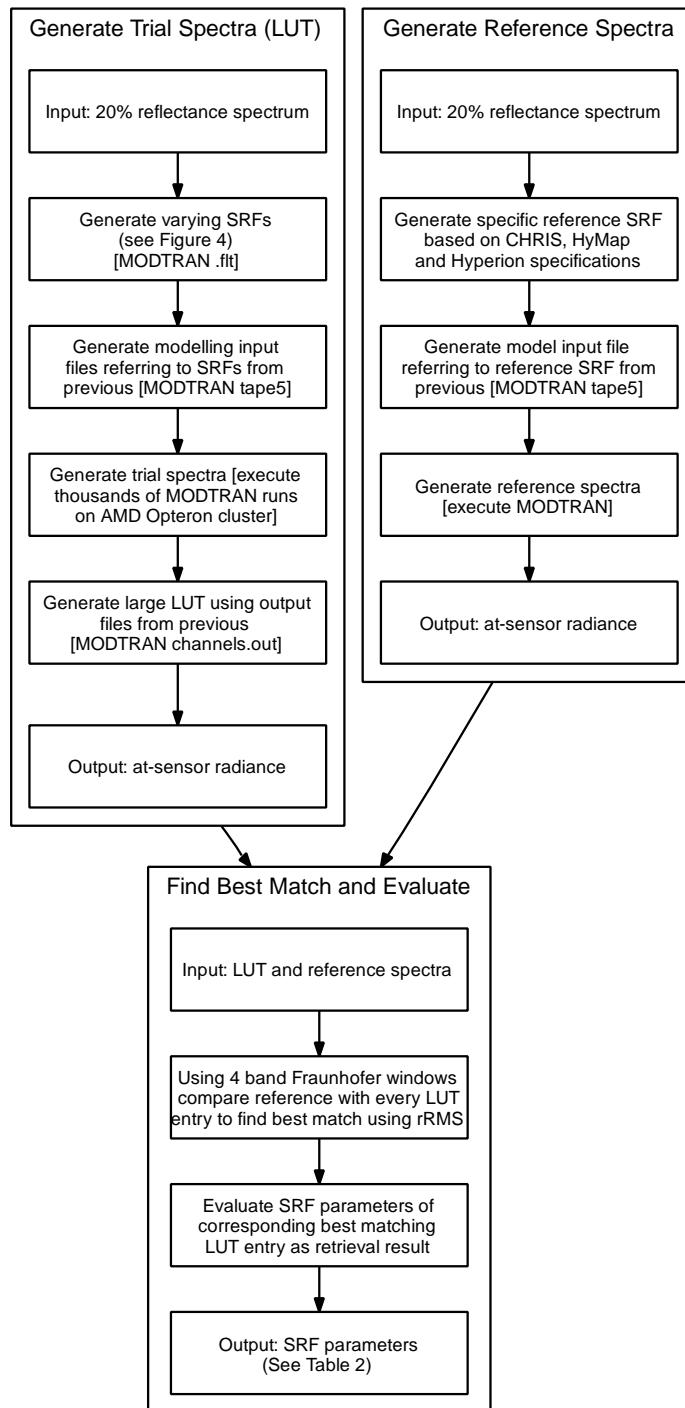 Generate Trial Spectra (LUT)
Input: 20% reflectance spectrum
Generate varying SRFs
(see Figure 4)
[MODTRAN .flt]
Generate modelling input
files referring to SRFs from
previous [MODTRAN tape5]
Generate trial spectra [execute
thousands of MODTRAN runs
on AMD Opteron cluster]
Generate large LUT using output
files from previous
[MODTRAN channels.out]
Output: at-sensor radiance
Generate Reference Spectra
Input: 20% reflectance spectrum
Generate specific reference SRF
based on CHRIS, HyMap
and Hyperion specifications
Generate model input file
referring to reference SRF from
previous [MODTRAN tape5]
Generate reference spectra
[execute MODTRAN]
Output: at-sensor radiance
Find Best Match and Evaluate
Input: LUT and reference spectra
Using 4 band Fraunhofer windows
compare reference with every LUT
entry to find best match using rRMS
Evaluate SRF parameters of
corresponding best matching
LUT entry as retrieval result
Output: SRF parameters
(See Table 2)